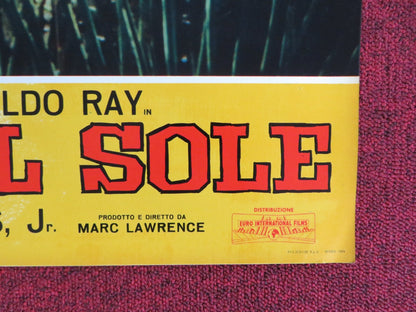 LDO RAY IN
L SOLE
S, Jr.
PRODOTTO E DIRETTO DA
MARC LAWRENCE
DISTRIBUZIONE
EURO INTERNATIONAL FILMS